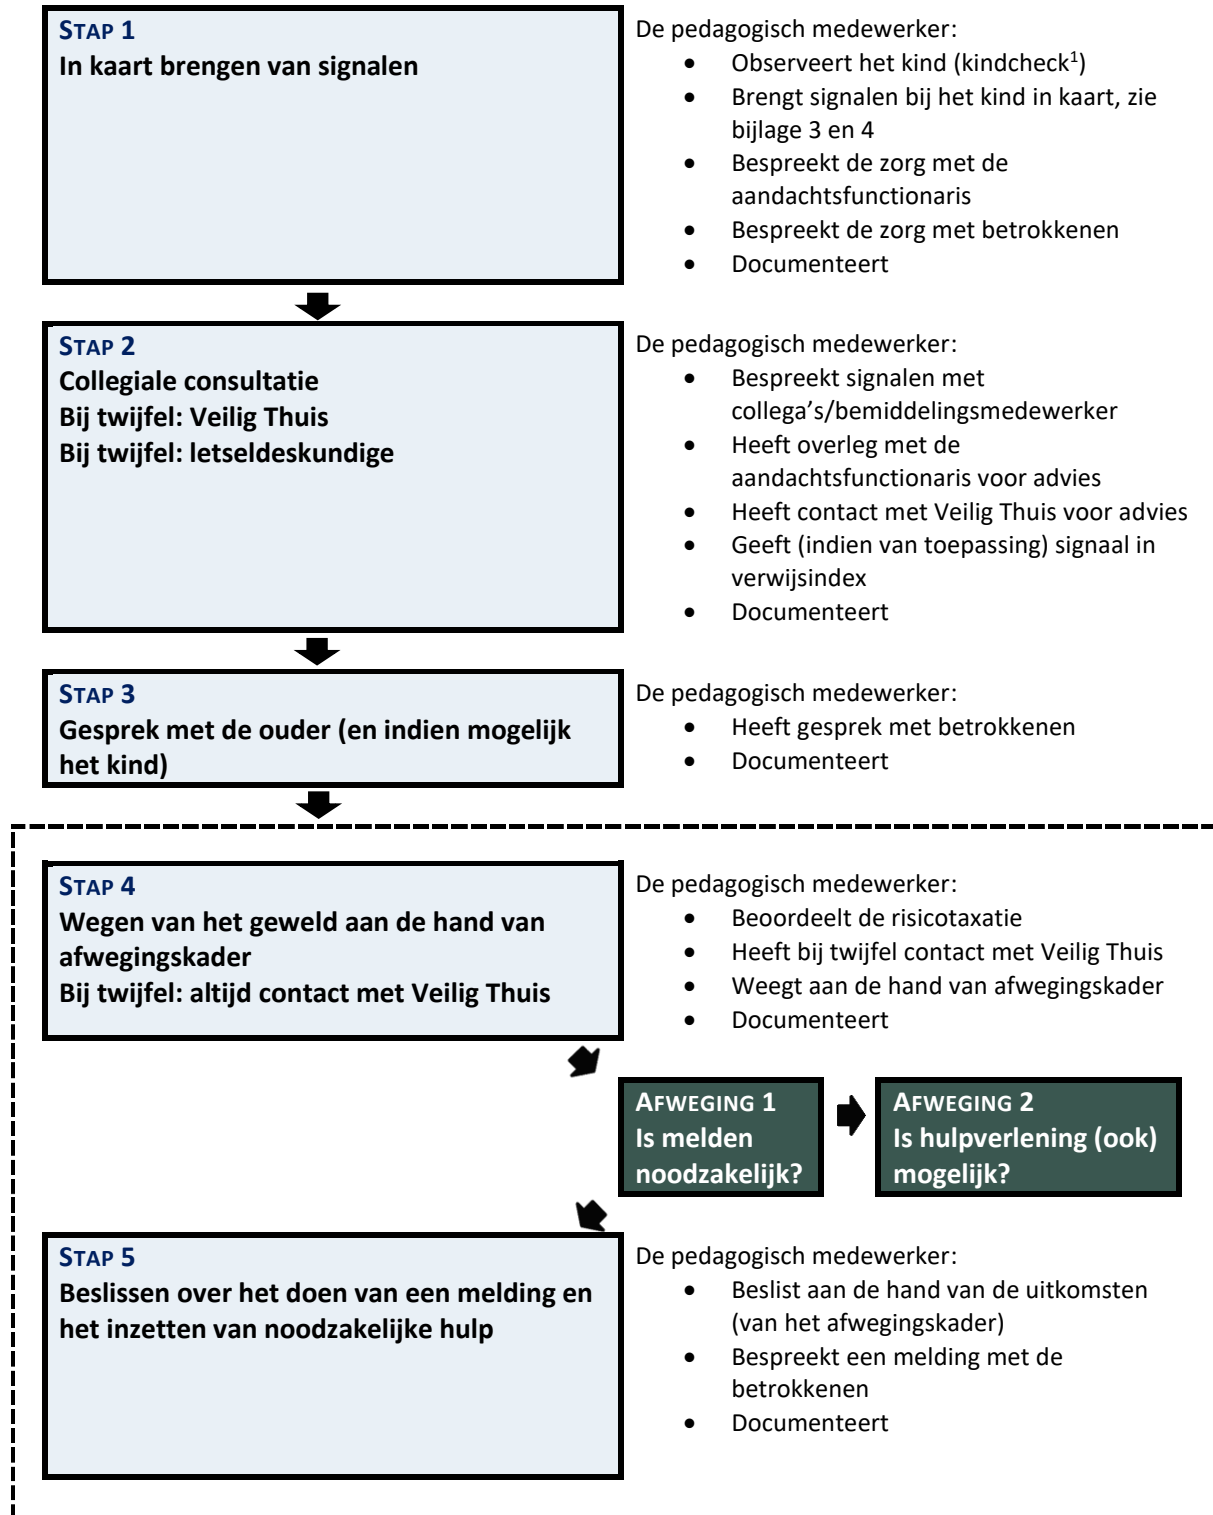 STAP 1
In kaart brengen van signalen
De pedagogisch medewerker:
• Observeert het kind (kindcheck¹)
• Brengt signalen bij het kind in kaart, zie
bijlage 3 en 4
• Bespreekt de zorg met de
aandachtsfunctionaris
• Bespreekt de zorg met betrokkenen
• Documenteert
STAP 2
Collegiale consultatie
Bij twijfel: Veilig Thuis
Bij twijfel: letseldeskundige
De pedagogisch medewerker:
• Bespreekt signalen met
collega’s/bemiddelingsmedewerker
• Heeft overleg met de
aandachtsfunctionaris voor advies
• Heeft contact met Veilig Thuis voor advies
• Geeft (indien van toepassing) signaal in
verwijsindex
• Documenteert
STAP 3
Gesprek met de ouder (en indien mogelijk
het kind)
De pedagogisch medewerker:
• Heeft gesprek met betrokkenen
• Documenteert
STAP 4
Wegen van het geweld aan de hand van
afwegingskader
Bij twijfel: altijd contact met Veilig Thuis
De pedagogisch medewerker:
• Beoordeelt de risicotaxatie
• Heeft bij twijfel contact met Veilig Thuis
• Weegt aan de hand van afwegingskader
• Documenteert
AFWEGING 1
Is melden
noodzakelijk?
AFWEGING 2
Is hulpverlening (ook)
mogelijk?
STAP 5
Beslissen over het doen van een melding en
het inzetten van noodzakelijke hulp
De pedagogisch medewerker:
• Beslist aan de hand van de uitkomsten
(van het afwegingskader)
• Bespreekt een melding met de
betrokkenen
• Documenteert